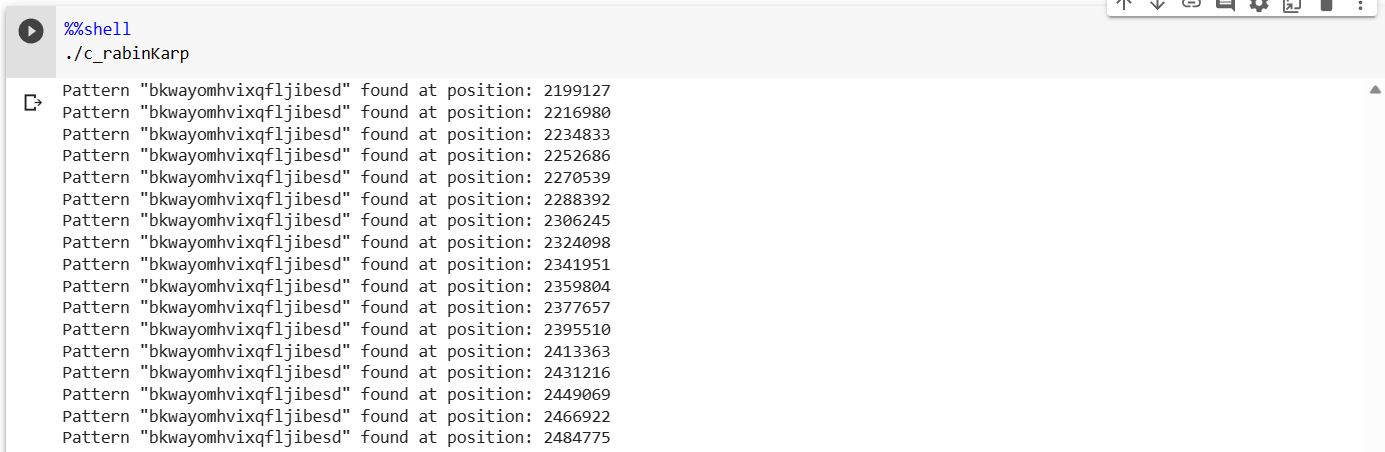 %%shell
./c_rabinKarp
Pattern "bkwayomhvixqfljibesd" found at position: 2199127
Pattern "bkwayomhvixqfljibesd" found at position: 2216980
Pattern "bkwayomhvixqfljibesd" found at position: 2234833
Pattern "bkwayomhvixqfljibesd" found at position: 2252686
Pattern "bkwayomhvixqfljibesd" found at position: 2270539
Pattern "bkwayomhvixqfljibesd" found at position: 2288392
Pattern "bkwayomhvixqfljibesd" found at position: 2306245
Pattern "bkwayomhvixqfljibesd" found at position: 2324098
Pattern "bkwayomhvixqfljibesd" found at position: 2341951
Pattern "bkwayomhvixqfljibesd" found at position: 2359804
Pattern "bkwayomhvixqfljibesd" found at position: 2377657
Pattern "bkwayomhvixqfljibesd" found at position: 2395510
Pattern "bkwayomhvixqfljibesd" found at position: 2413363
Pattern "bkwayomhvixqfljibesd" found at position: 2431216
Pattern "bkwayomhvixqfljibesd" found at position: 2449069
Pattern "bkwayomhvixqfljibesd" found at position: 2466922
Pattern "bkwayomhvixqfljibesd" found at position: 2484775